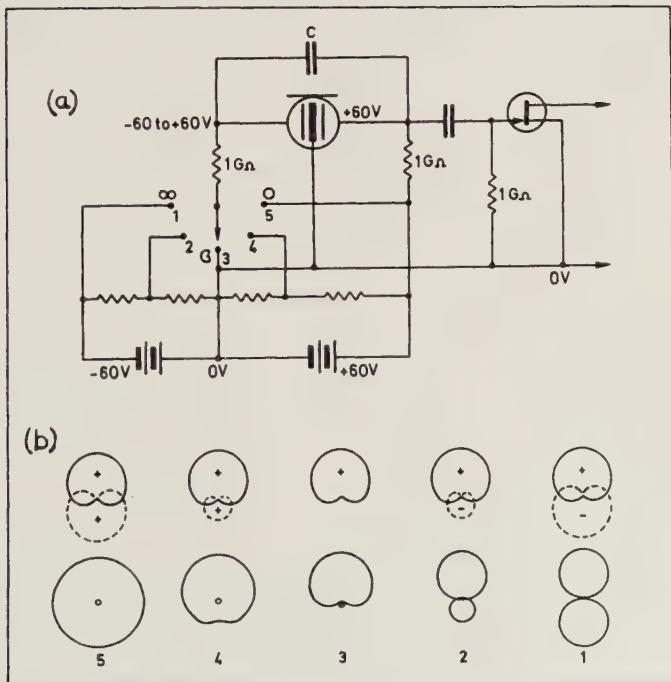 (a)
C
-60 to +60V
+60V
1GΩ
1GΩ
1GΩ
∞
1
O
5
2
3
4
0V
-60V
0V
+60V
(b)
+ + + + +
+ + - -
5 4 3 2 1